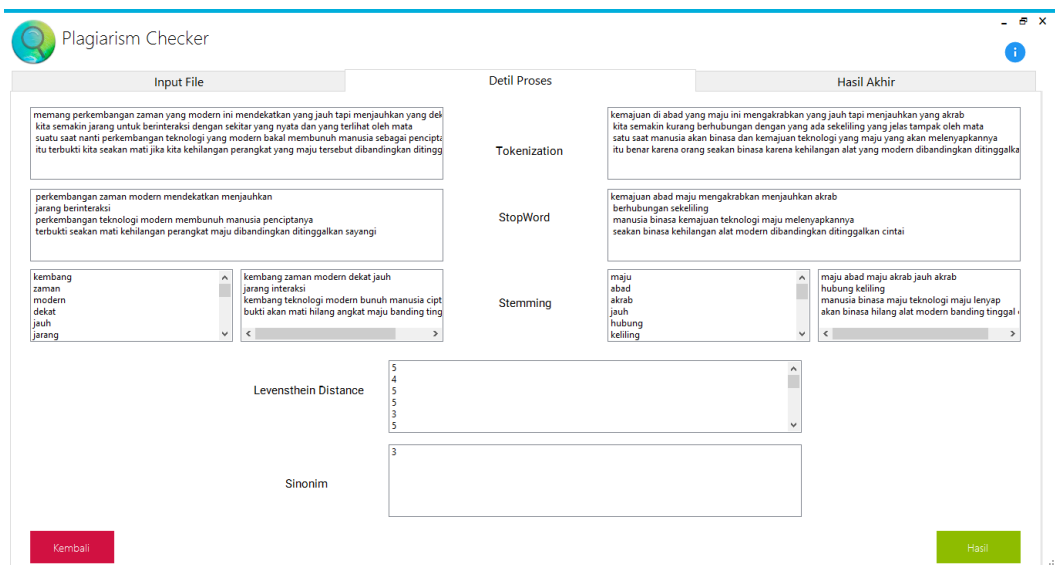 Plagiarism Checker
Input File
Detil Proses
Hasil Akhir
memang perkembangan zaman yang modern ini mendekatkan yang jauh tapi menjauhkan yang dek
kita semakin jarang untuk berinteraksi dengan sekitar yang nyata dan yang terlihat oleh mata
suatu saat nanti perkembangan teknologi yang modern bakal membunuh manusia sebagai pencipta
itu terbukti kita seakan mati jika kita kehilangan perangkat yang maju tersebut dibandingkan ditingg
Tokenization
kemajuan di abad yang maju ini mengakrabkan yang jauh tapi menjauhkan yang akrab
kita semakin kurang berhubungan dengan yang ada sekeliling yang jelas tampak oleh mata
satu saat manusia akan binasa dan kemajuan teknologi yang maju yang akan melenyapkannya
itu benar karena orang seakan binasa karena kehilangan alat yang modern dibandingkan ditinggalka
perkembangan zaman modern mendekatkan menjauhkan
jarang berinteraksi
perkembangan teknologi modern membunuh manusia penciptanya
terbukti seakan mati kehilangan perangkat maju dibandingkan ditinggalkan sayangi
StopWord
kemajuan abad maju mengakrabkan menjauhkan akrab
berhubungan sekeliling
manusia binasa kemajuan teknologi maju melenyapkannya
seakan binasa kehilangan alat modern dibandingkan ditinggalkan cintai
kembang
zaman
modern
dekat
jauh
jarang
kembang zaman modern dekat jauh
jarang interaksi
kembang teknologi modern bunuh manusia cipt
bukti akan mati hilang angkat maju banding ting
Stemming
maju
abad
akrab
jauh
hubung
keliling
maju abad maju akrab jauh akrab
hubung keliling
manusia binasa maju teknologi maju lenyap
akan binasa hilang alat modern banding tinggal
Levensthein Distance
5
4
5
5
3
5
Sinonim
3
Kembali
Hasil